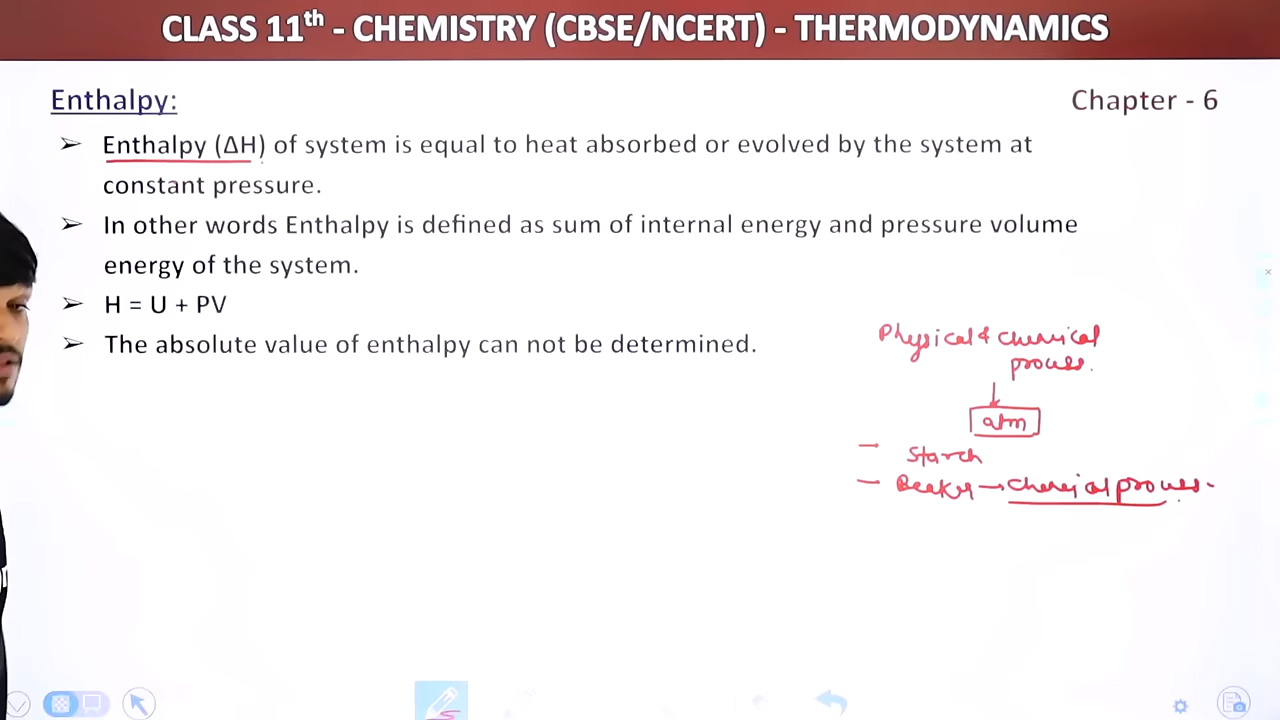 CLASS 11th - CHEMISTRY (CBSE/NCERT) - THERMODYNAMICS
Enthalpy:
Chapter - 6
➢ Enthalpy (ΔH) of system is equal to heat absorbed or evolved by the system at
constant pressure.
➢ In other words Enthalpy is defined as sum of internal energy and pressure volume
energy of the system.
➢ H = U + PV
➢ The absolute value of enthalpy can not be determined.
Physical & chemical
process.
atm
- Starch
- Beaker → chemical process.